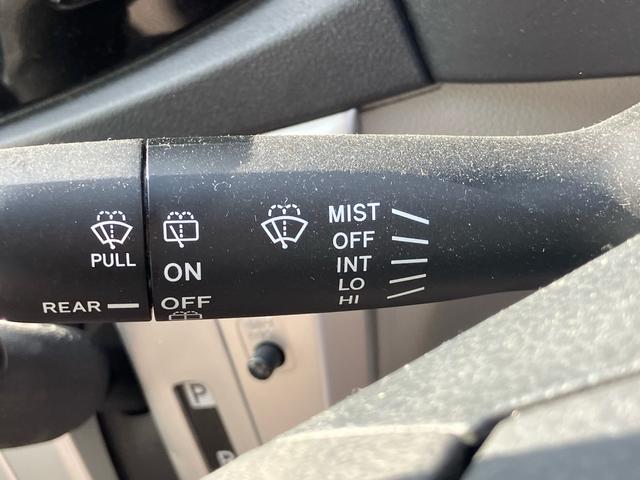 PULL
REAR
ON
OFF
MIST
OFF
INT
LO
HI
P